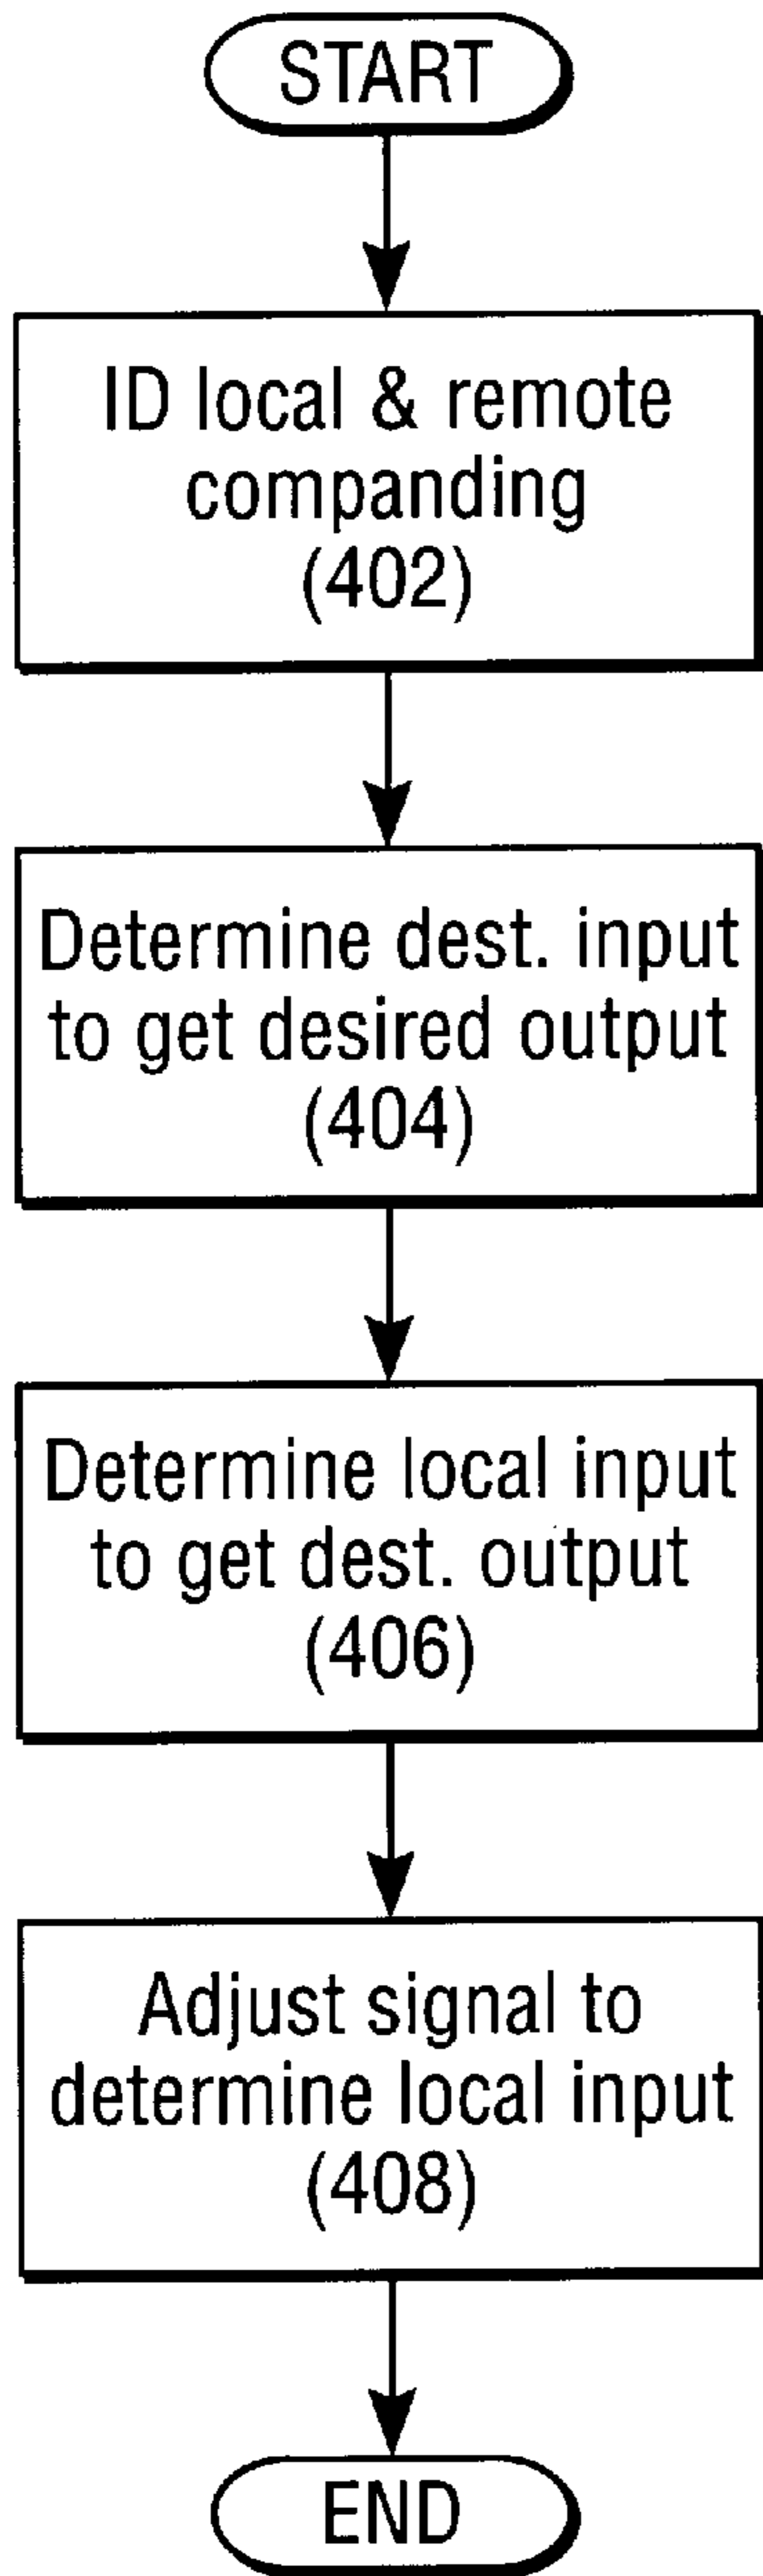 START
ID local & remote
companding
(402)
Determine dest. input
to get desired output
(404)
Determine local input
to get dest. output
(406)
Adjust signal to
determine local input
(408)
END